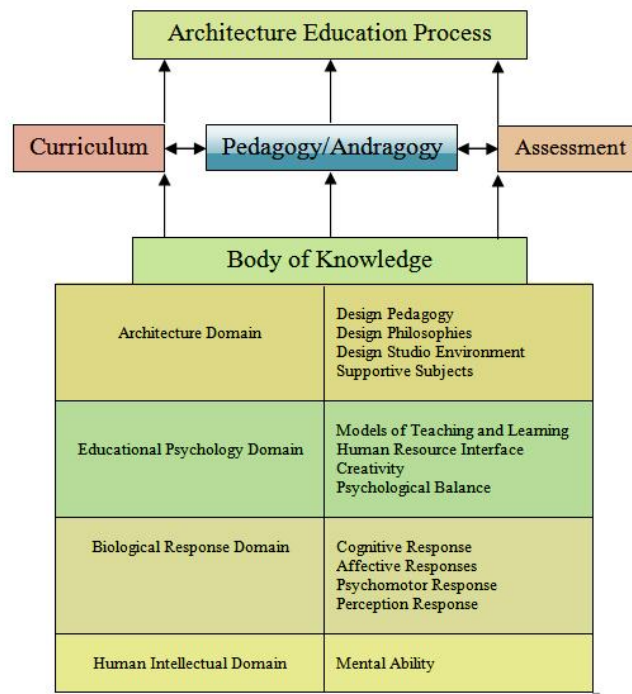 Architecture Education Process
Curriculum
Pedagogy/Andragogy
Assessment
Body of Knowledge
Architecture Domain
Design Pedagogy
Design Philosophies
Design Studio Environment
Supportive Subjects
Educational Psychology Domain
Models of Teaching and Learning
Human Resource Interface
Creativity
Psychological Balance
Biological Response Domain
Cognitive Response
Affective Responses
Psychomotor Response
Perception Response
Human Intellectual Domain
Mental Ability